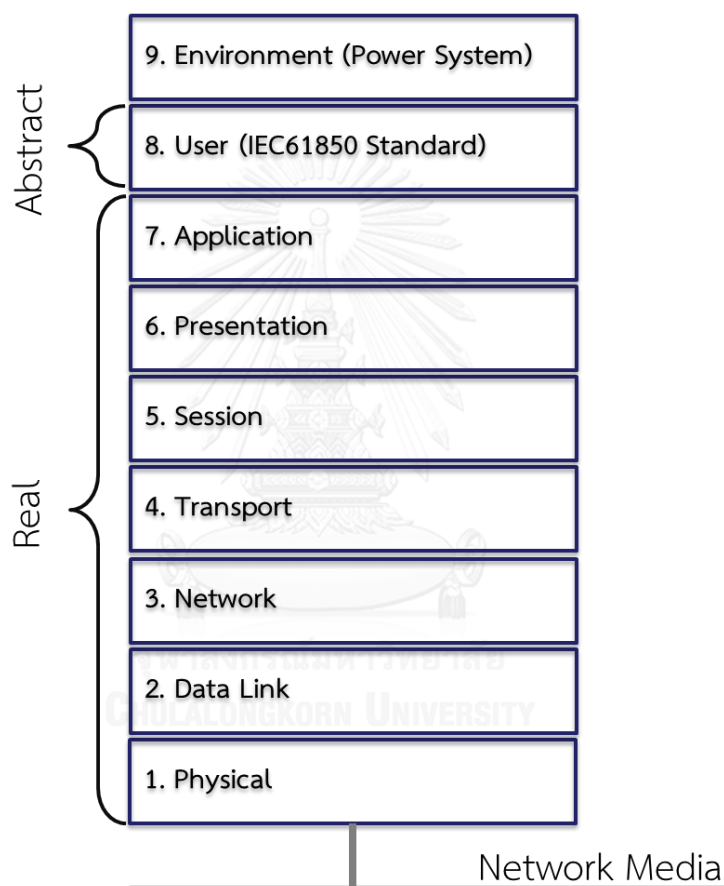 9. Environment (Power System)
Abstract
8. User (IEC61850 Standard)
7. Application
6. Presentation
5. Session
4. Transport
Real
3. Network
จุฬาลงกรณ์มหาวิทยาลัย
2. Data Link
CHULALONGKORN UNIVERSITY
1. Physical
Network Media